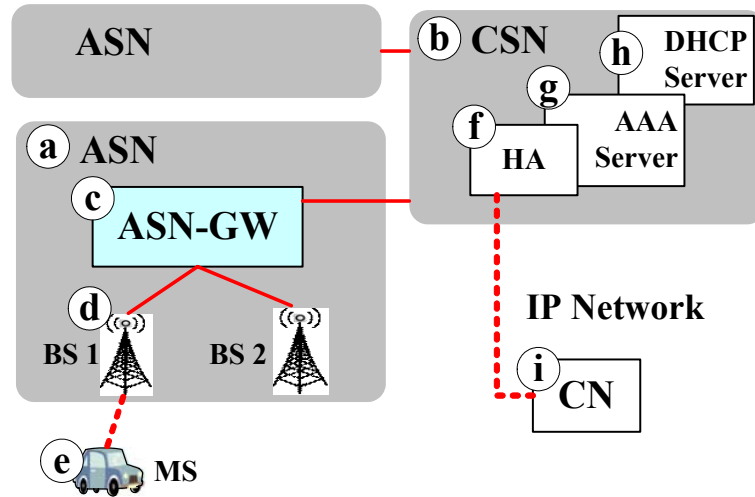 ASN
b CSN
h DHCP
Server
g AAA
Server
f HA
a ASN
c ASN-GW
d
BS 1
BS 2
IP Network
i CN
e MS